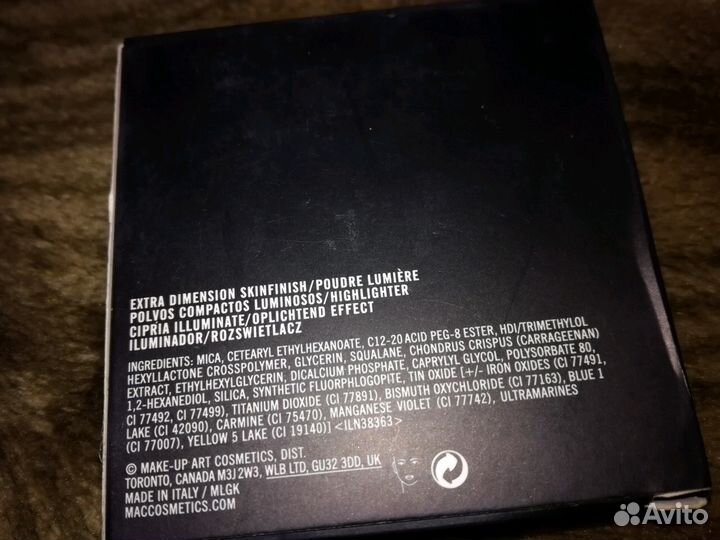 EXTRA DIMENSION SKINFINISH/POUDRE LUMIÈRE
POLVOS COMPACTOS LUMINOSOS/HIGHLIGHTER
CIPRIA ILLUMINATE/OPLICHTEND EFFECT
ILUMINADOR/ROZSWIETLACZ
INGREDIENTS: MICA, CETEARYL ETHYLHEXANOATE, C12-20 ACID PEG-8 ESTER, HDI/TRIMETHYLOL
HEXYLLACTONE CROSSPOLYMER, GLYCERIN, SQUALANE, CHONDRUS CRISPUS (CARRAGEENAN)
EXTRACT, ETHYLHEXYLGLYCERIN, DICALCIUM PHOSPHATE, CAPRYLYL GLYCOL, POLYSORBATE 80,
1,2-HEXANEDIOL, SILICA, SYNTHETIC FLUORPHLOGOPITE, TIN OXIDE [+/- IRON OXIDES (CI 77491,
CI 77492, CI 77499), TITANIUM DIOXIDE (CI 77891), BISMUTH OXYCHLORIDE (CI 77163), BLUE 1
LAKE (CI 42090), CARMINE (CI 75470), MANGANESE VIOLET (CI 77742), ULTRAMARINES
(CI 77007), YELLOW 5 LAKE (CI 19140)] <ILN38363>
© MAKE-UP ART COSMETICS, DIST.
TORONTO, CANADA M3J 2W3, WLB LTD, GU32 3DD, UK
MADE IN ITALY / MLGK
MACCOSMETICS.COM
Avito